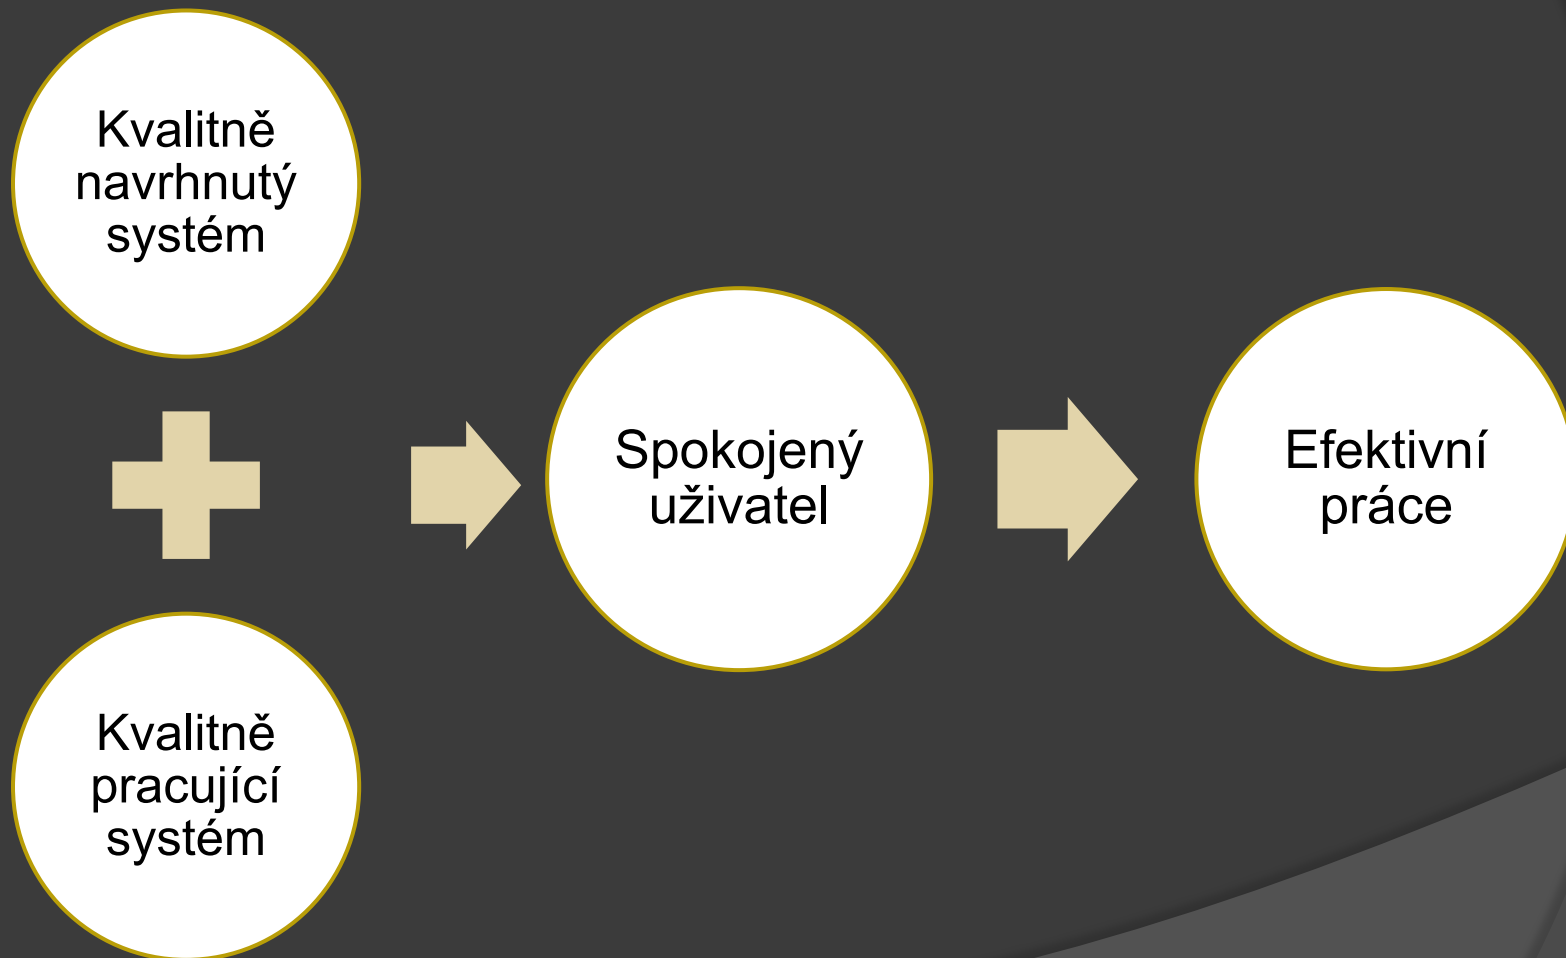 Kvalitně
navrhnutý
systém
Kvalitně
pracující
systém
Spokojený
uživatel
Efektivní
práce